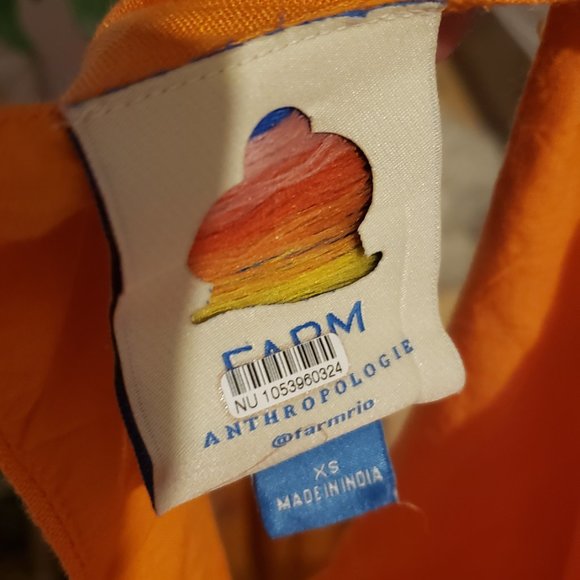 FARM
NU 1053960324
ANTHROPOLOGIE
@farmrio
XS
MADE IN INDIA